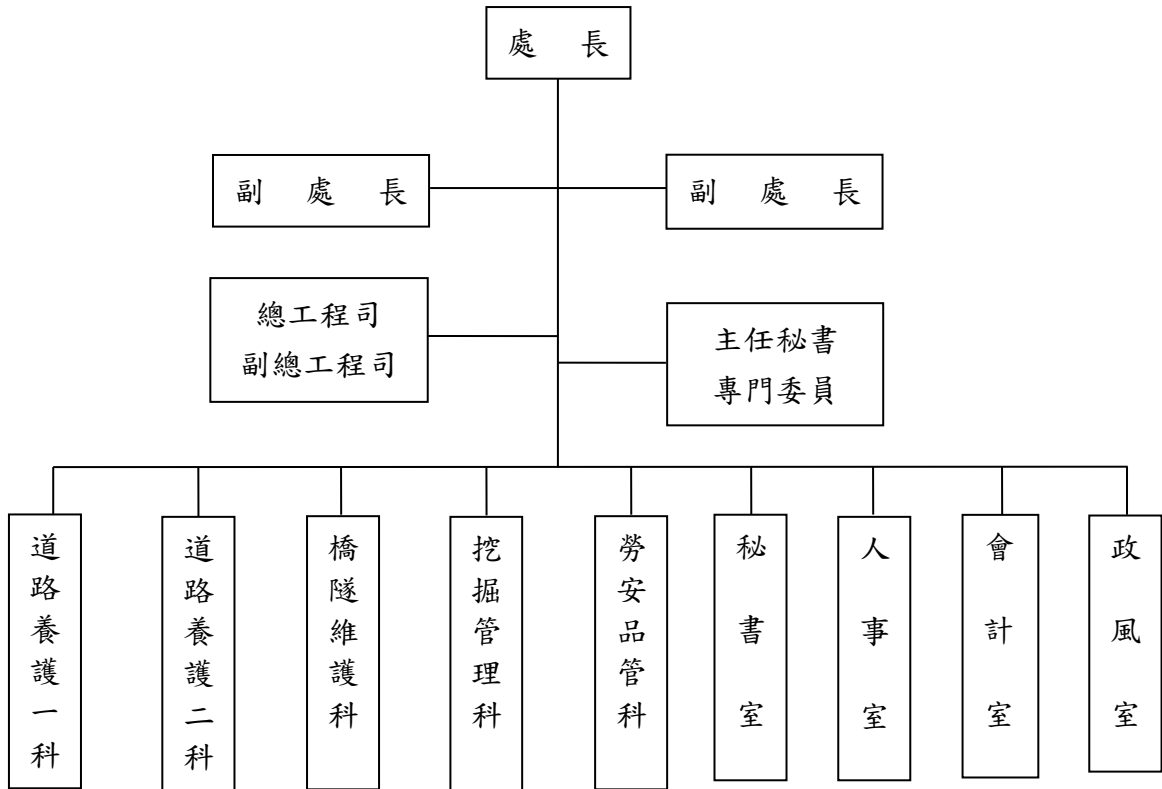 處 長
副 處 長
副 處 長
總工程司
副總工程司
主任秘書
專門委員
道路養護一科
道路養護二科
橋隧維護科
挖掘管理科
勞安品管科
秘書室
人事室
會計室
政風室